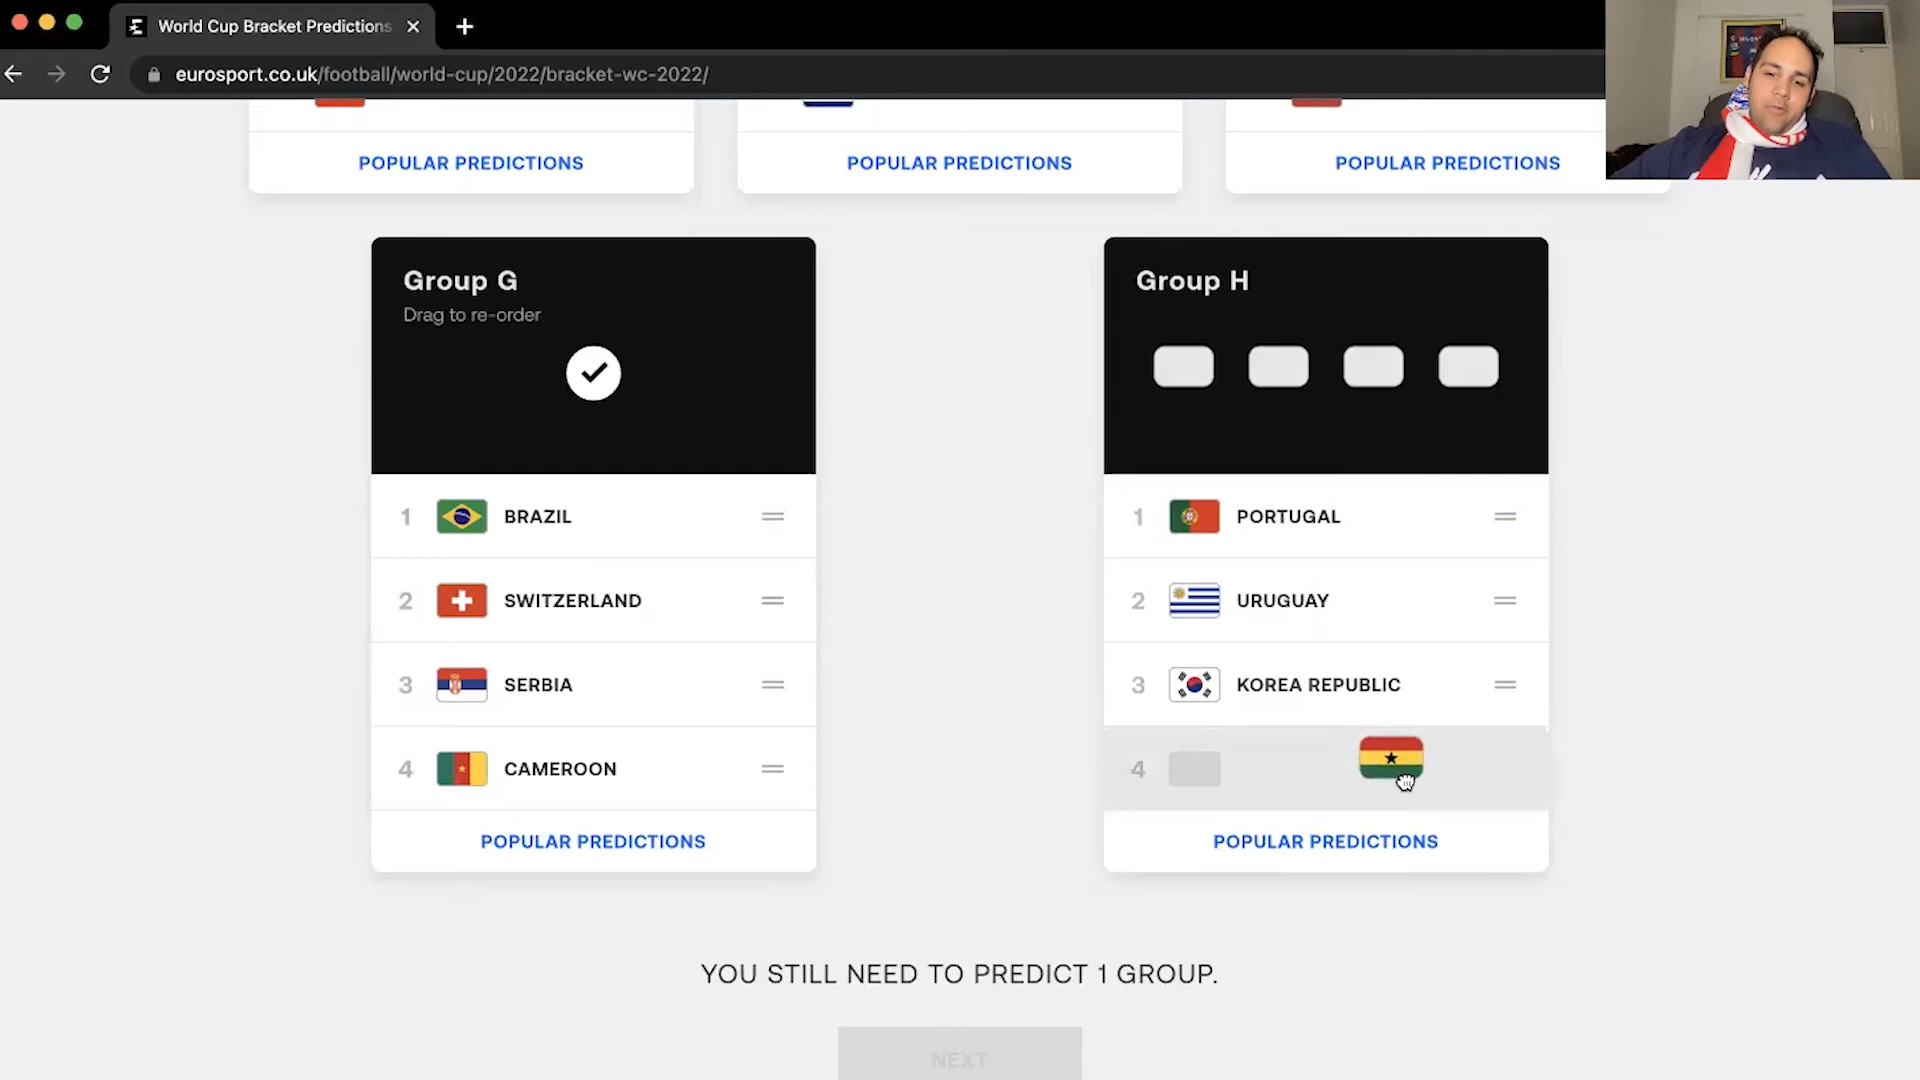 World Cup Bracket Predictions
eurosport.co.uk/football/world-cup/2022/bracket-wc-2022/
POPULAR PREDICTIONS
POPULAR PREDICTIONS
POPULAR PREDICTIONS
Group G
Drag to re-order
1 BRAZIL
2 SWITZERLAND
3 SERBIA
4 CAMEROON
POPULAR PREDICTIONS
Group H
1 PORTUGAL
2 URUGUAY
3 KOREA REPUBLIC
4
POPULAR PREDICTIONS
YOU STILL NEED TO PREDICT 1 GROUP.
NEXT